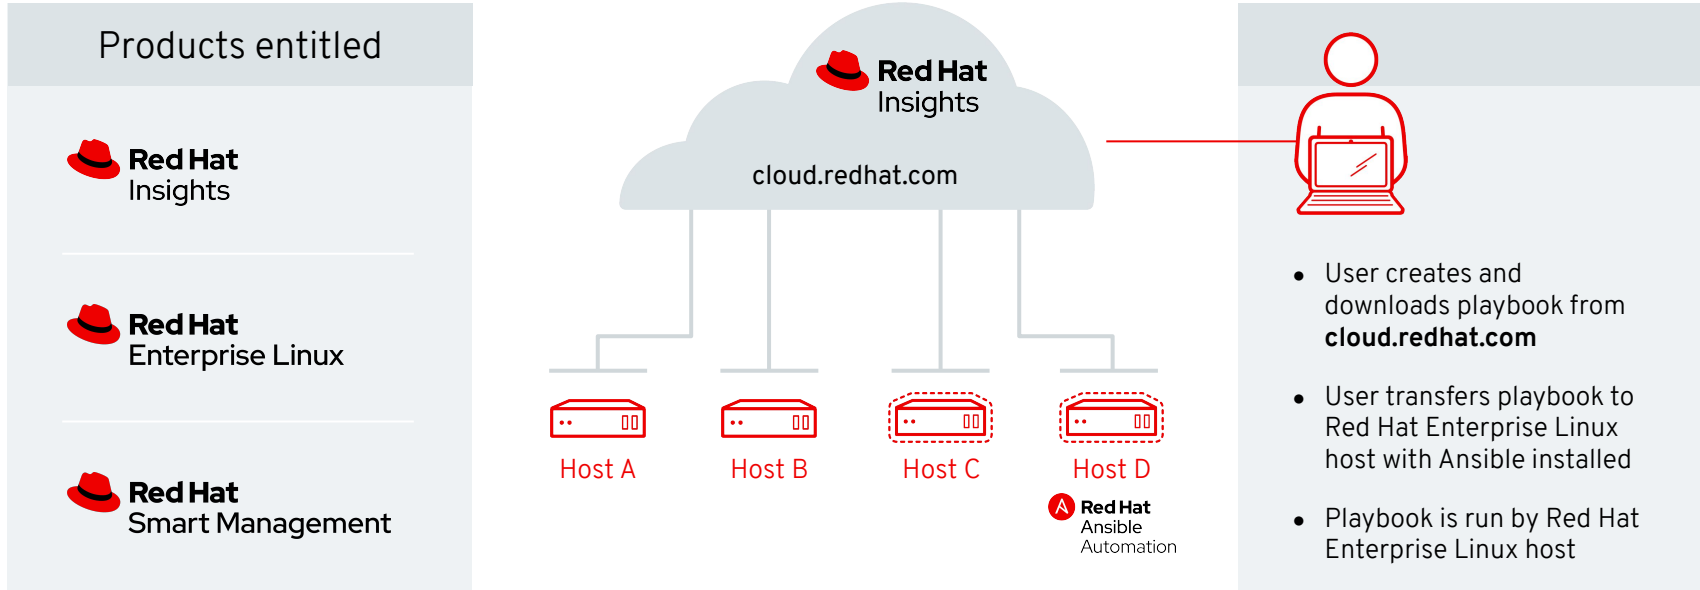 Products entitled
Red Hat
Insights
Red Hat
Enterprise Linux
Red Hat
Smart Management
Red Hat
Insights
cloud.redhat.com
Host A
Host B
Host C
Host D
Red Hat
Ansible
Automation
• User creates and
downloads playbook from
cloud.redhat.com
• User transfers playbook to
Red Hat Enterprise Linux
host with Ansible installed
• Playbook is run by Red Hat
Enterprise Linux host